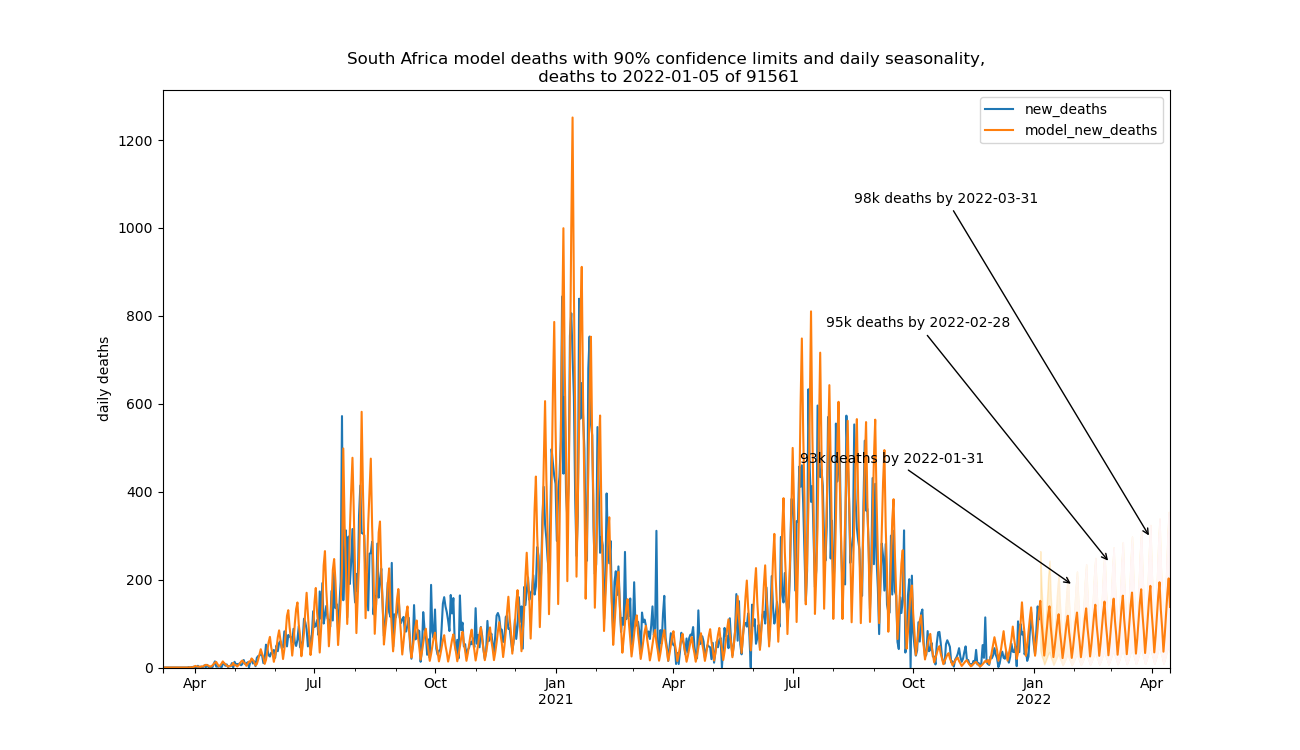 South Africa model deaths with 90% confidence limits and daily seasonality,
deaths to 2022-01-05 of 91561
new_deaths
model_new_deaths
98k deaths by 2022-03-31
95k deaths by 2022-02-28
93k deaths by 2022-01-31
daily deaths
1200
1000
800
600
400
200
0
Apr Jul Oct Jan Apr Jul Oct Jan Apr
2021 2022